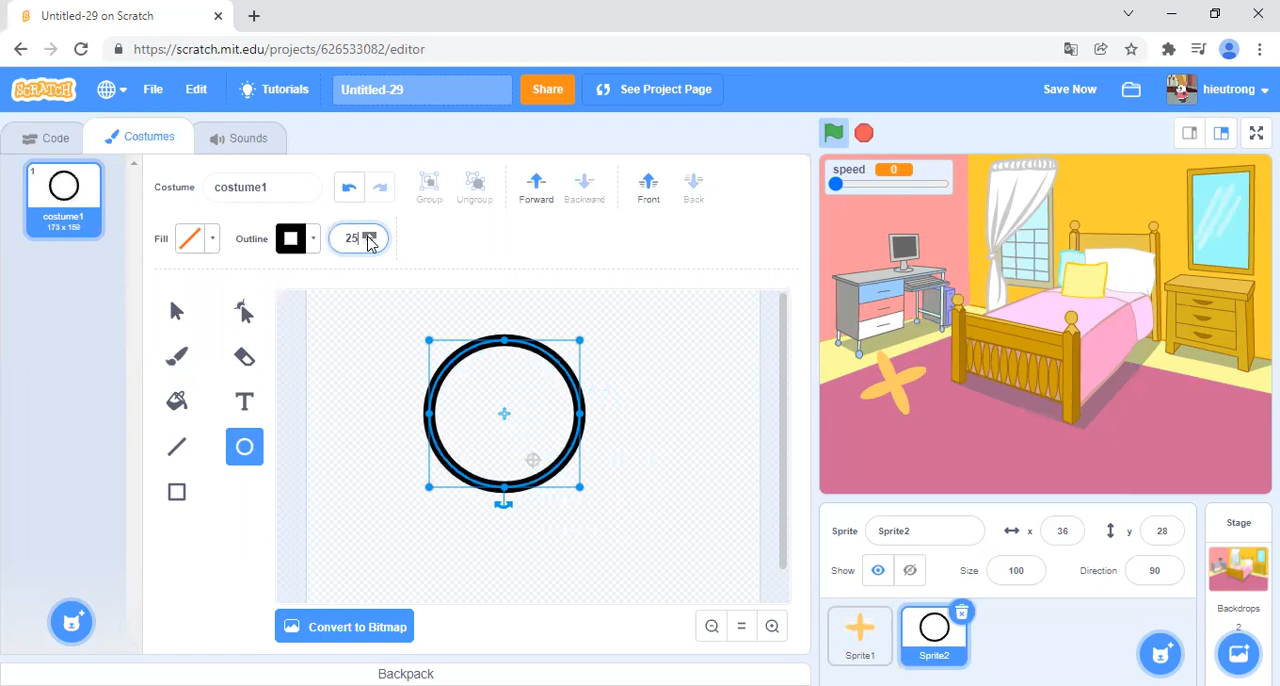 Untitled-29 on Scratch
https://scratch.mit.edu/projects/626533082/editor
SCRATCH
File
Edit
Tutorials
Untitled-29
Share
See Project Page
Save Now
hieutrong
Code
Costumes
Sounds
1
costume1
173 x 169
Costume
costume1
Group
Ungroup
Forward
Backward
Front
Back
Fill
Outline
25
T
Convert to Bitmap
Backpack
speed
0
Sprite
Sprite2
x
36
y
28
Show
Size
100
Direction
90
Sprite1
Sprite2
Stage
Backdrops
2